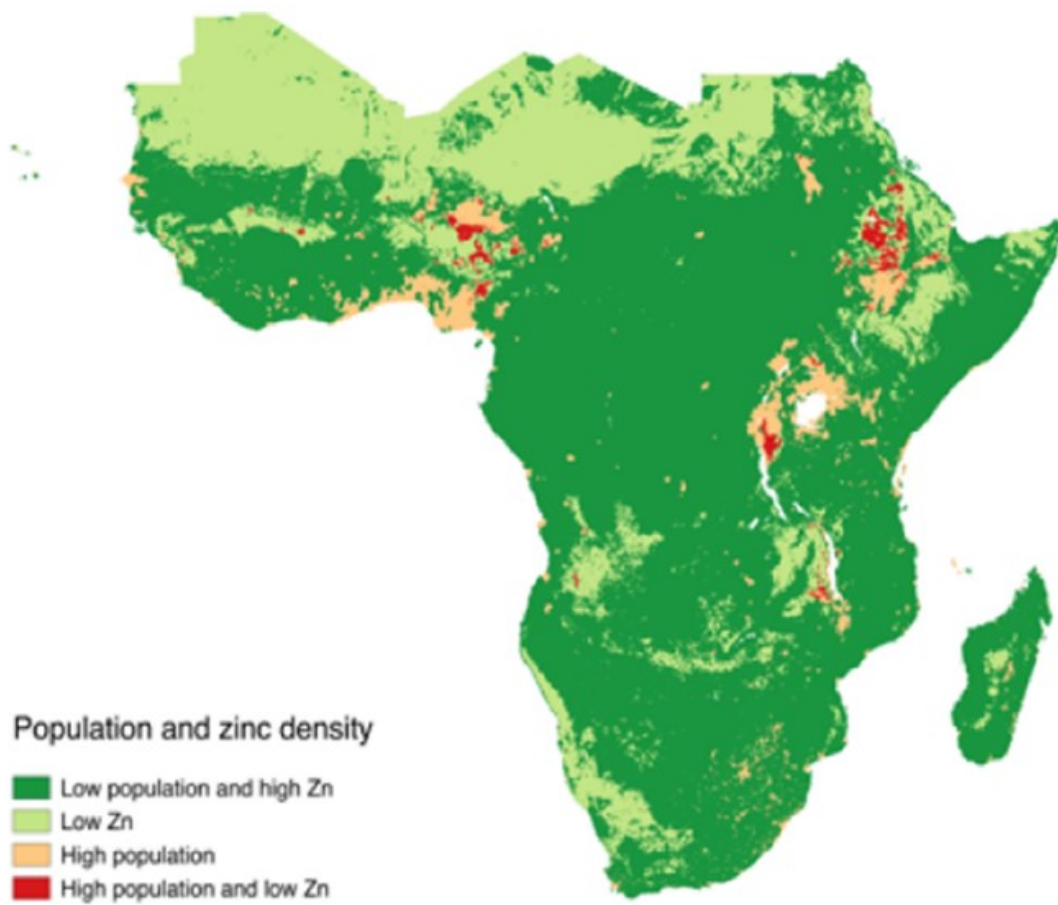 Population and zinc density
Low population and high Zn
Low Zn
High population
High population and low Zn